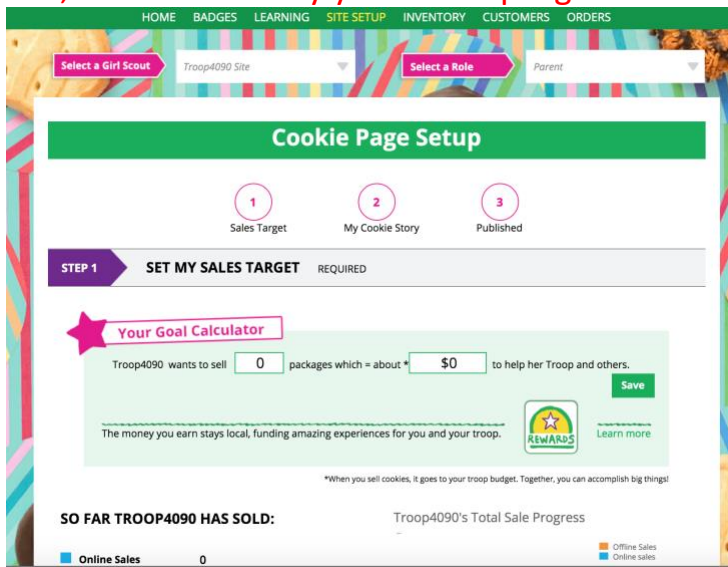 HOME BADGES LEARNING SITE SETUP INVENTORY CUSTOMERS ORDERS
Select a Girl Scout Troop4090 Site Select a Role Parent
Cookie Page Setup
1 2 3
Sales Target My Cookie Story Published
STEP 1 SET MY SALES TARGET REQUIRED
Your Goal Calculator
Troop4090 wants to sell 0 packages which = about * $0 to help her Troop and others.
Save
The money you earn stays local, funding amazing experiences for you and your troop. REWARDS Learn more
*When you sell cookies, it goes to your troop budget. Together, you can accomplish big things!
SO FAR TROOP4090 HAS SOLD: Troop4090's Total Sale Progress
Offline Sales
Online Sales 0 Online sales